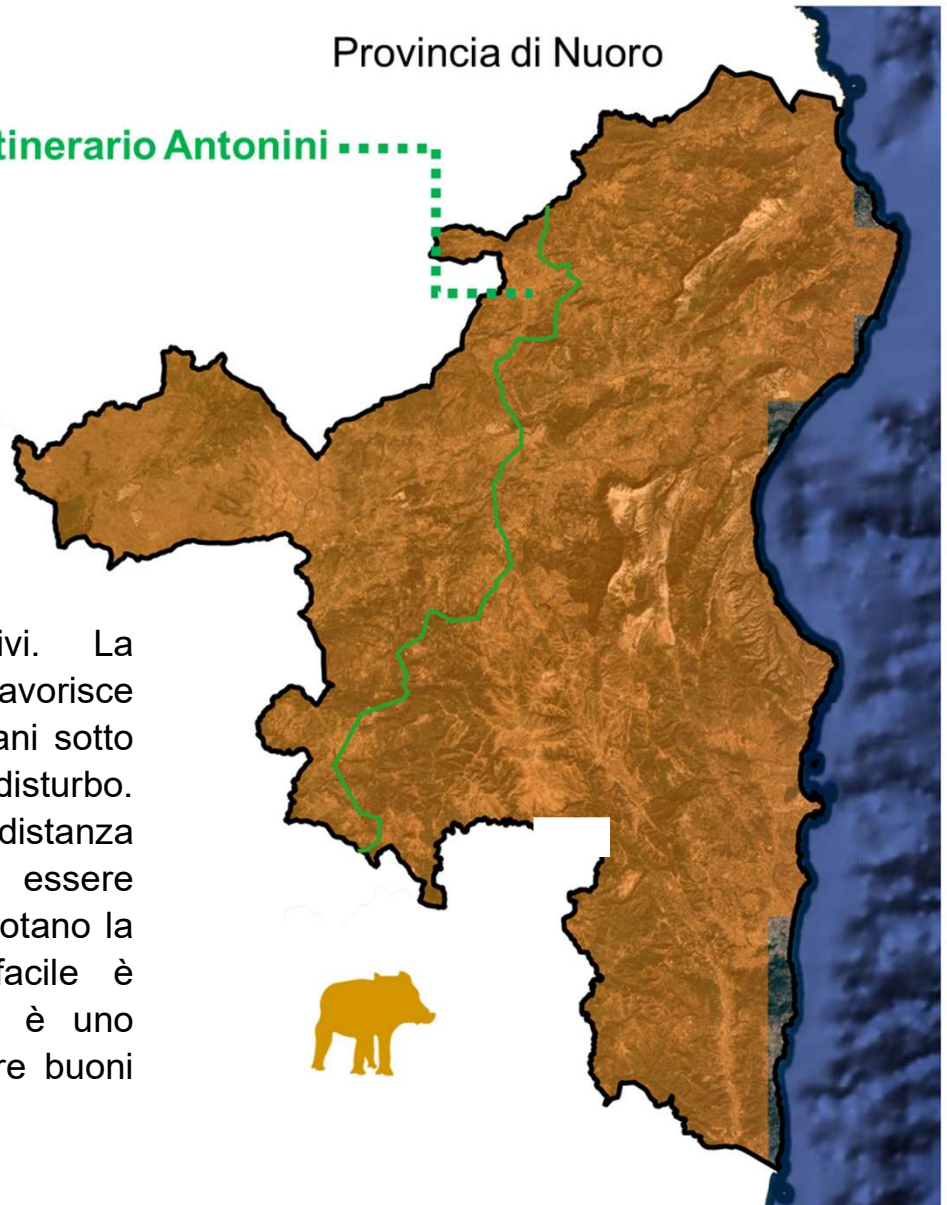 Provincia di Nuoro
tinerario Antonini
ivi. La
avorisce
ani sotto
disturbo.
distanza
essere
otano la
facile è
è uno
re buoni